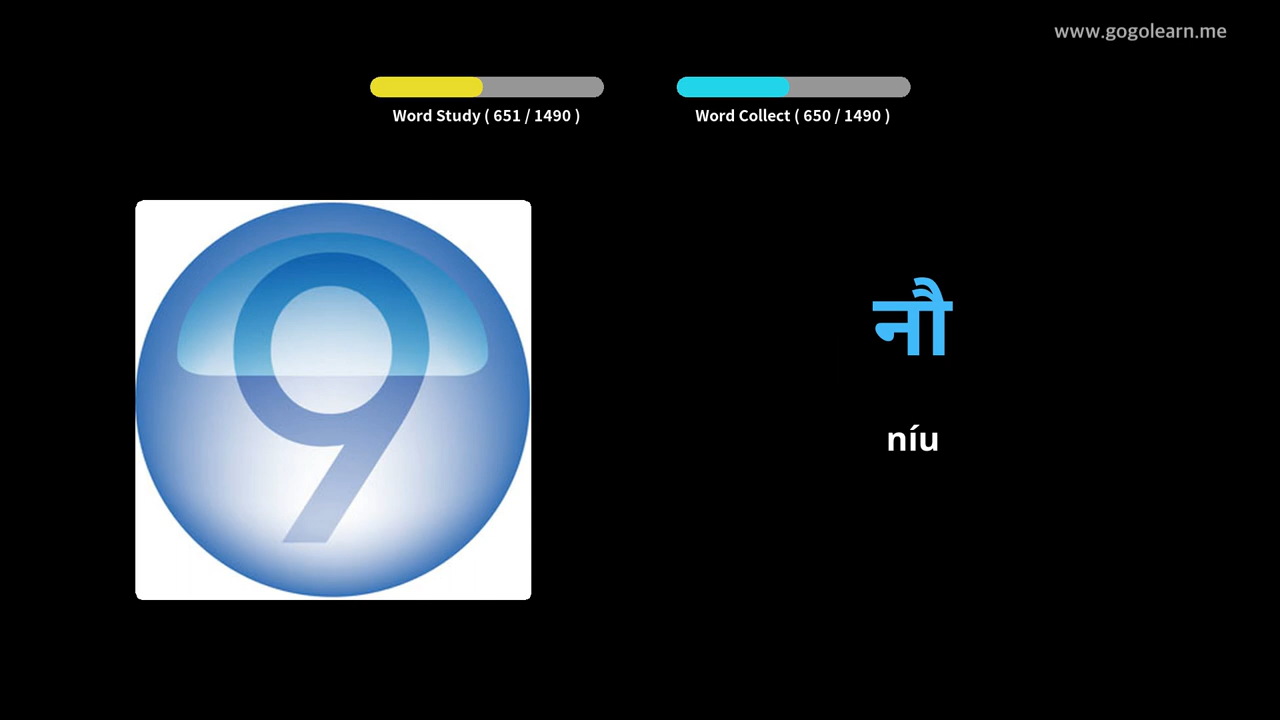 www.gogolearn.me
Word Study ( 651 / 1490 )
Word Collect ( 650 / 1490 )
9
नौ
níu